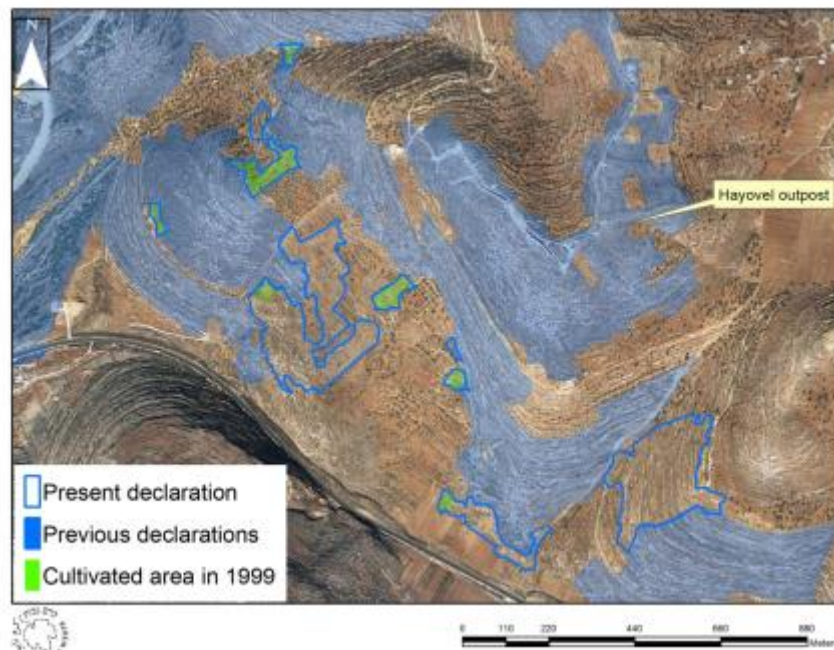 N
Hayovel outpost
Present declaration
Previous declarations
Cultivated area in 1999
0 110 220 440 660 880
Meters